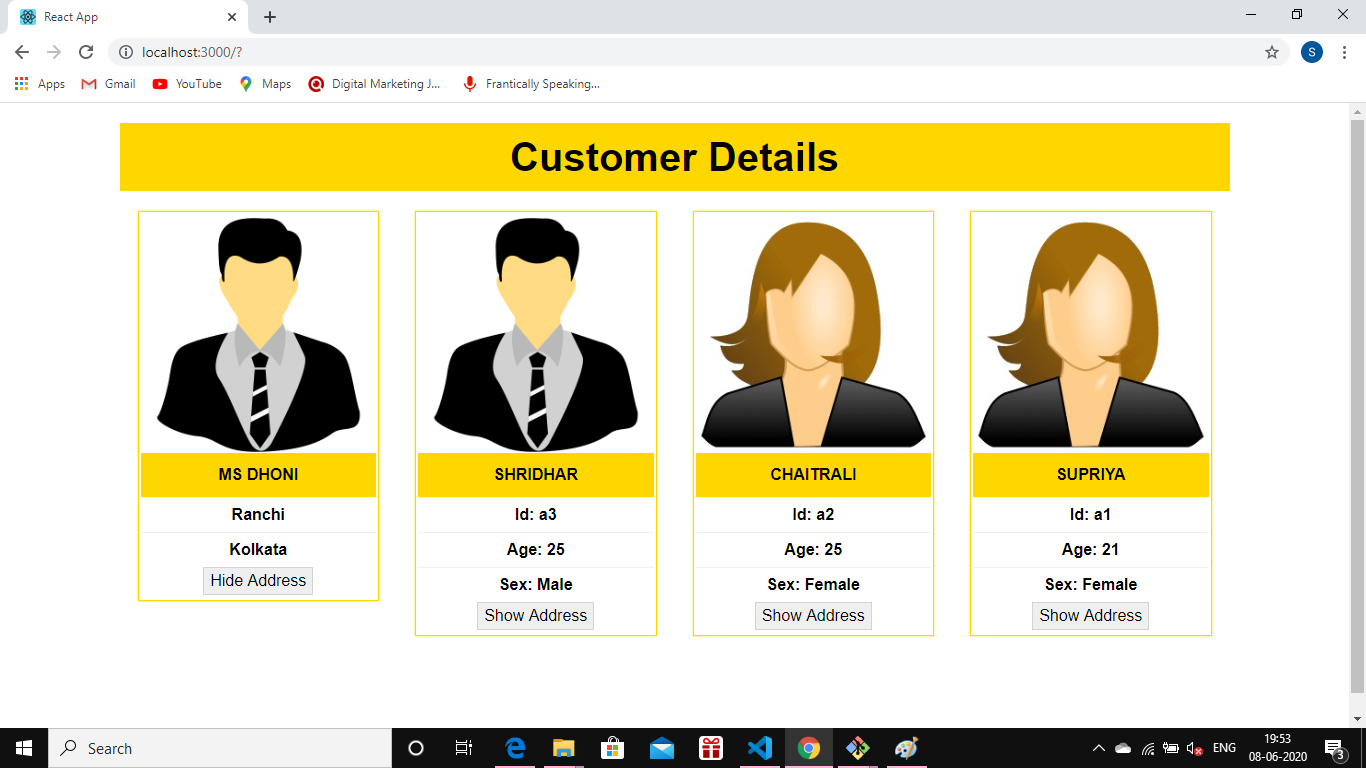 React App
localhost:3000/?
S
Apps Gmail YouTube Maps Digital Marketing J... Frantically Speaking...
Customer Details
MS DHONI
Ranchi
Kolkata
Hide Address
SHRIDHAR
Id: a3
Age: 25
Sex: Male
Show Address
CHAITRALI
Id: a2
Age: 25
Sex: Female
Show Address
SUPRIYA
Id: a1
Age: 21
Sex: Female
Show Address
Search
ENG
19:53
08-06-2020
3